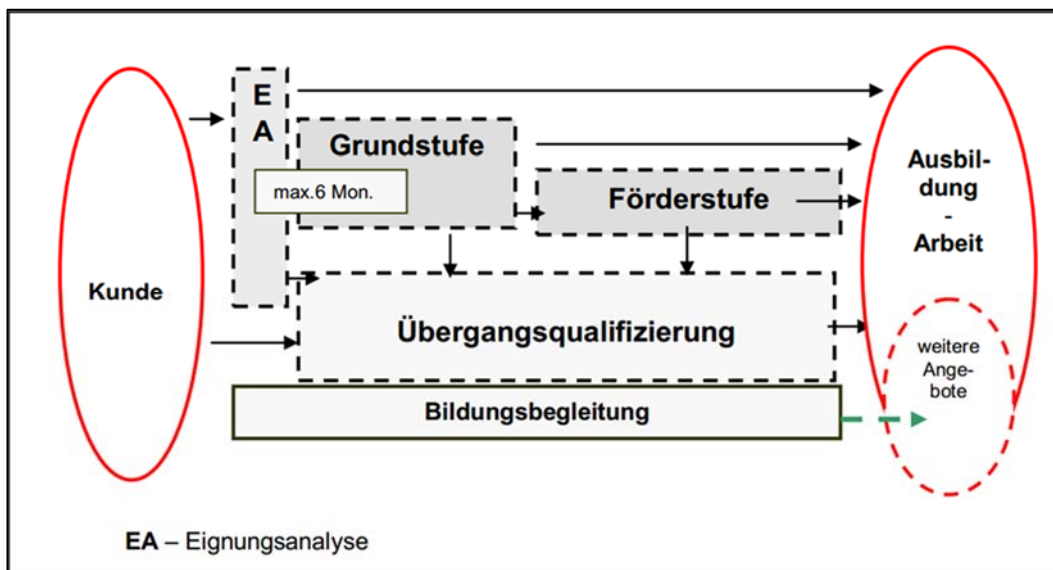 E
A
Grundstufe
max.6 Mon.
Förderstufe
Ausbil-
dung
-
Arbeit
Kunde
Übergangsqualifizierung
weitere
Ange-
bote
Bildungsbegleitung
EA – Eignungsanalyse